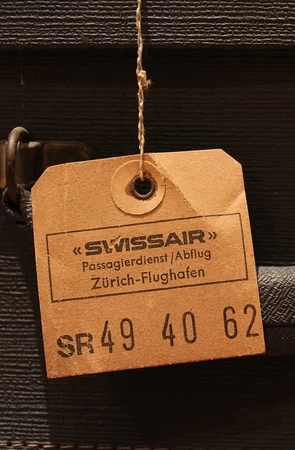 « SWISSAIR »
Passagierdienst/Abflug
Zürich-Flughafen
SR 49 40 62